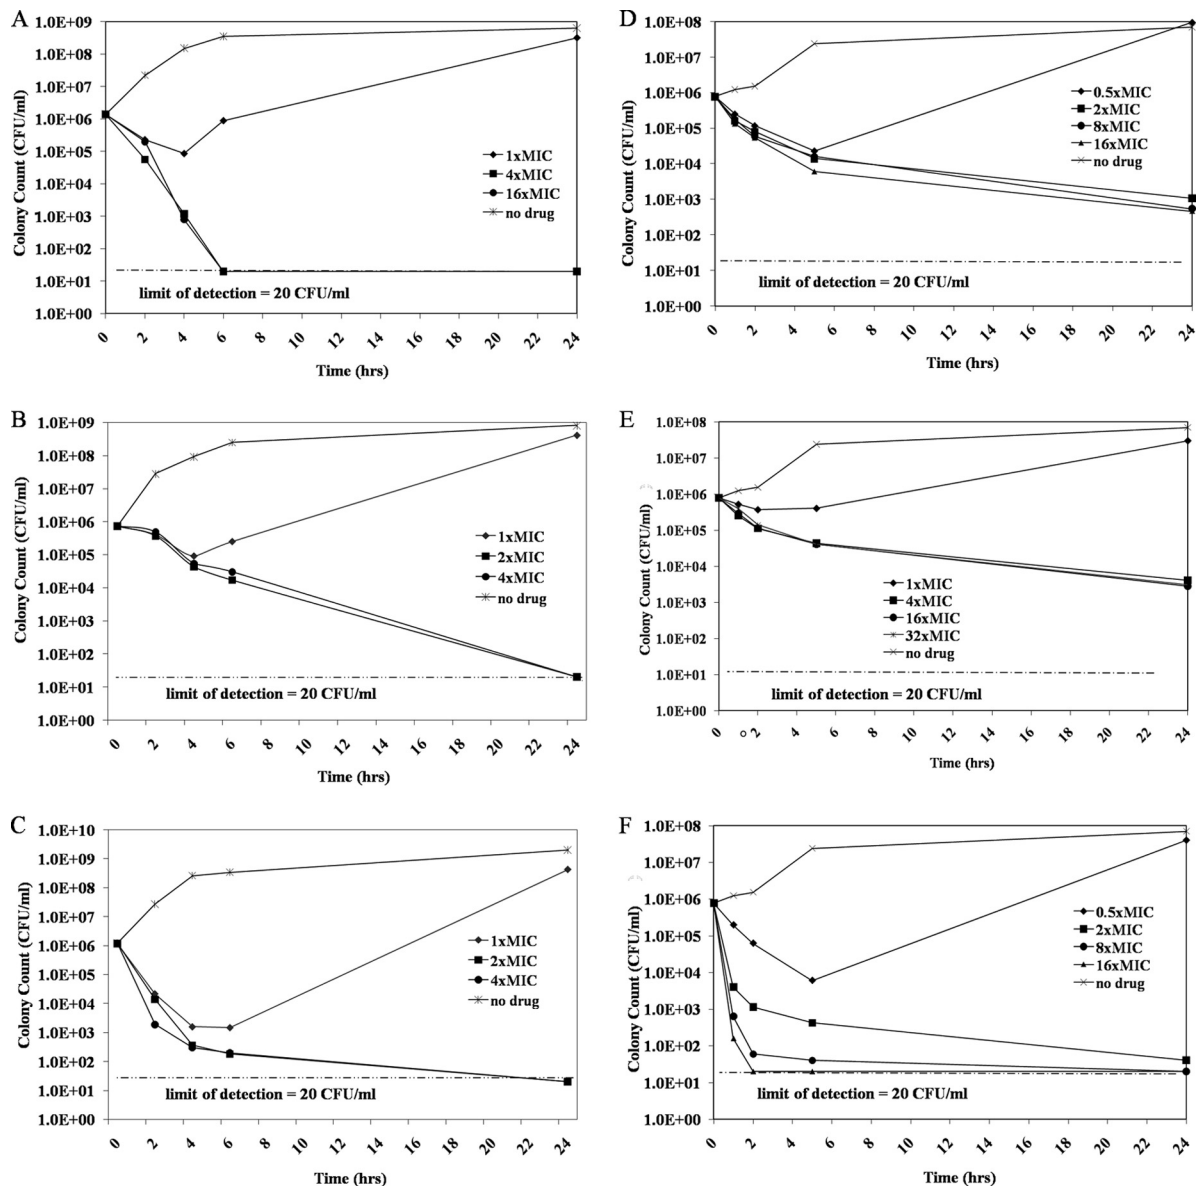 A
Colony Count (CFU/ml)
1.0E+09
1.0E+08
1.0E+07
1.0E+06
1.0E+05
1.0E+04
1.0E+03
1.0E+02
1.0E+01
1.0E+00
1xMIC
4xMIC
16xMIC
no drug
limit of detection = 20 CFU/ml
0 2 4 6 8 10 12 14 16 18 20 22 24
Time (hrs)
B
Colony Count (CFU/ml)
1.0E+09
1.0E+08
1.0E+07
1.0E+06
1.0E+05
1.0E+04
1.0E+03
1.0E+02
1.0E+01
1.0E+00
1xMIC
2xMIC
4xMIC
no drug
limit of detection = 20 CFU/ml
0 2 4 6 8 10 12 14 16 18 20 22 24
Time (hrs)
C
Colony Count (CFU/ml)
1.0E+10
1.0E+09
1.0E+08
1.0E+07
1.0E+06
1.0E+05
1.0E+04
1.0E+03
1.0E+02
1.0E+01
1.0E+00
1xMIC
2xMIC
4xMIC
no drug
limit of detection = 20 CFU/ml
0 2 4 6 8 10 12 14 16 18 20 22 24
Time (hrs)
D
Colony Count (CFU/ml)
1.0E+08
1.0E+07
1.0E+06
1.0E+05
1.0E+04
1.0E+03
1.0E+02
1.0E+01
1.0E+00
0.5xMIC
2xMIC
8xMIC
16xMIC
no drug
limit of detection = 20 CFU/ml
0 2 4 6 8 10 12 14 16 18 20 22 24
Time (hrs)
E
Colony Count (CFU/ml)
1.0E+08
1.0E+07
1.0E+06
1.0E+05
1.0E+04
1.0E+03
1.0E+02
1.0E+01
1.0E+00
1xMIC
4xMIC
16xMIC
32xMIC
no drug
limit of detection = 20 CFU/ml
0 2 4 6 8 10 12 14 16 18 20 22 24
Time (hrs)
F
Colony Count (CFU/ml)
1.0E+08
1.0E+07
1.0E+06
1.0E+05
1.0E+04
1.0E+03
1.0E+02
1.0E+01
1.0E+00
0.5xMIC
2xMIC
8xMIC
16xMIC
no drug
limit of detection = 20 CFU/ml
0 2 4 6 8 10 12 14 16 18 20 22 24
Time (hrs)